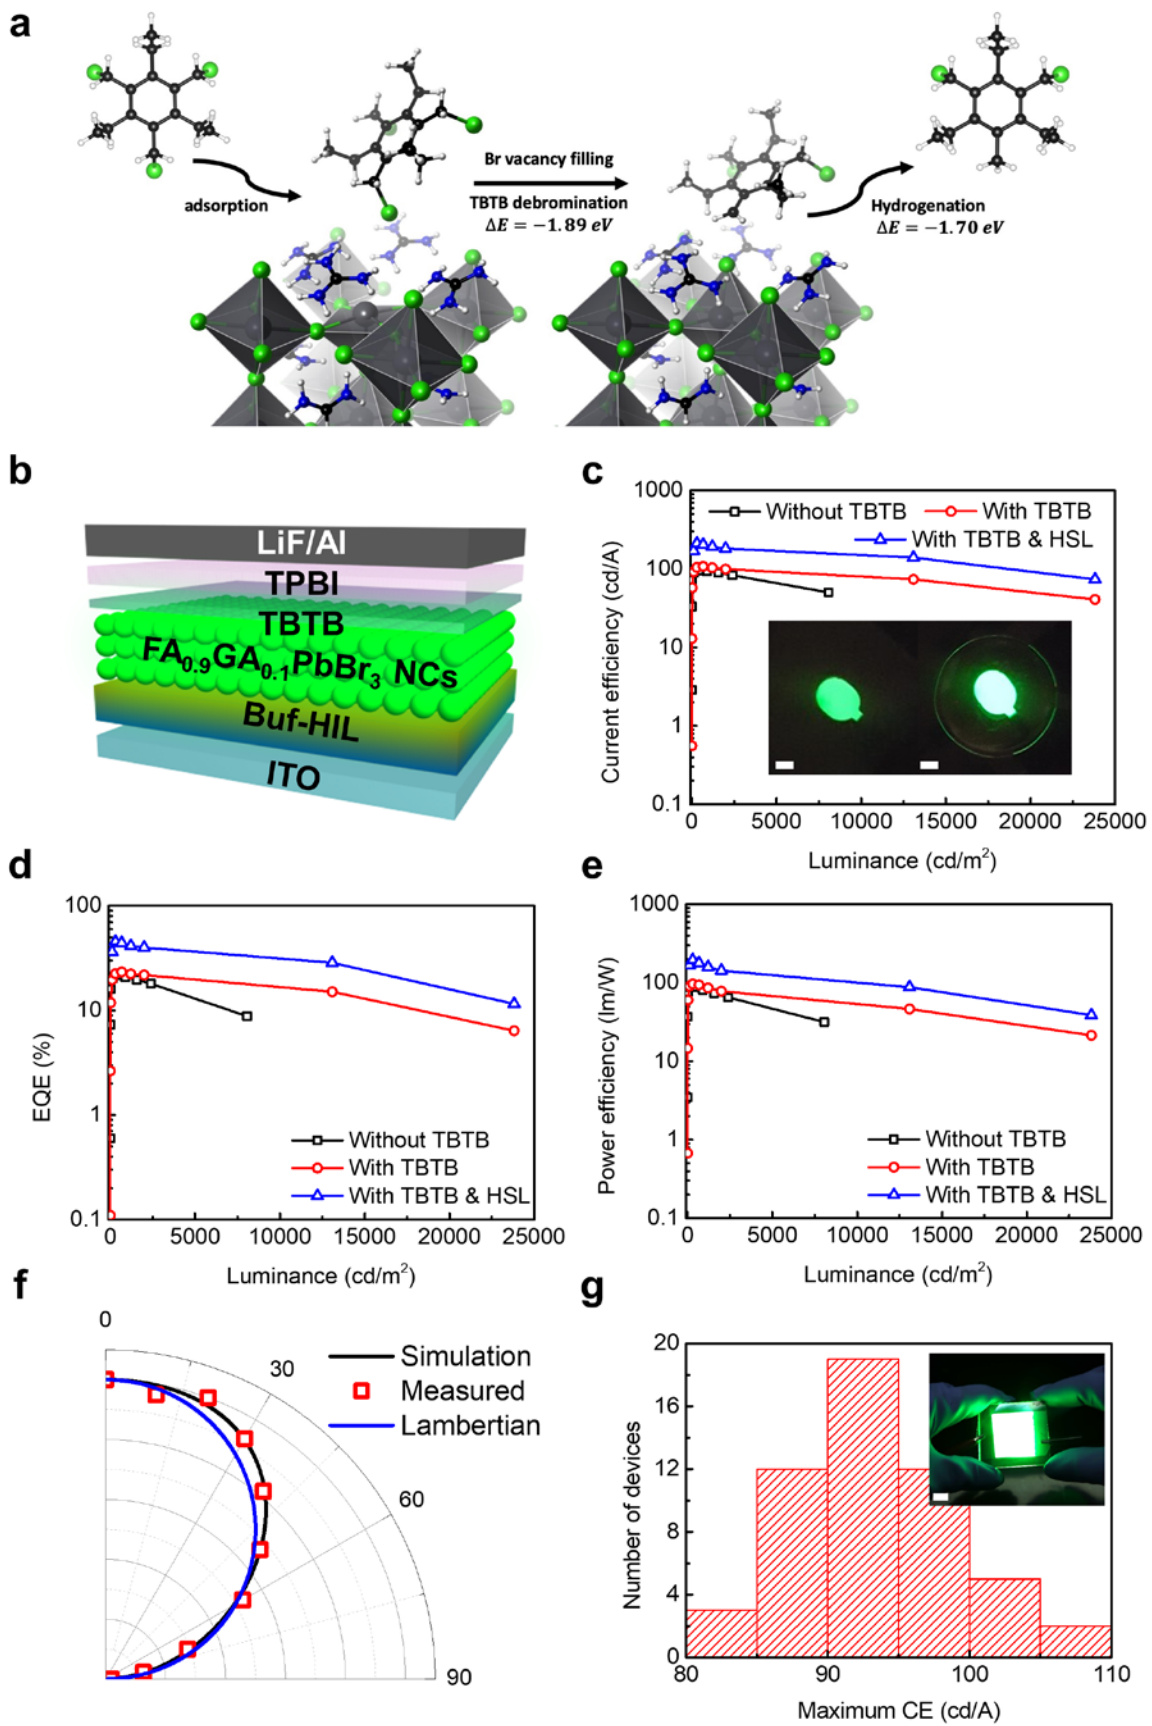 a
adsorption
Br vacancy filling
TBTB debromination
ΔE = −1.89 eV
Hydrogenation
ΔE = −1.70 eV
b
LiF/Al
TPBI
TBTB
FA0.9GA0.1PbBr3 NCs
Buf-HIL
ITO
c
Current efficiency (cd/A)
1000
100
10
1
0.1
Without TBTB
With TBTB
With TBTB & HSL
0 5000 10000 15000 20000 25000
Luminance (cd/m²)
d
EQE (%)
100
10
1
0.1
Without TBTB
With TBTB
With TBTB & HSL
0 5000 10000 15000 20000 25000
Luminance (cd/m²)
e
Power efficiency (lm/W)
1000
100
10
1
0.1
Without TBTB
With TBTB
With TBTB & HSL
0 5000 10000 15000 20000 25000
Luminance (cd/m²)
f
0
30
60
90
Simulation
Measured
Lambertian
g
Number of devices
20
16
12
8
4
0
80 90 100 110
Maximum CE (cd/A)